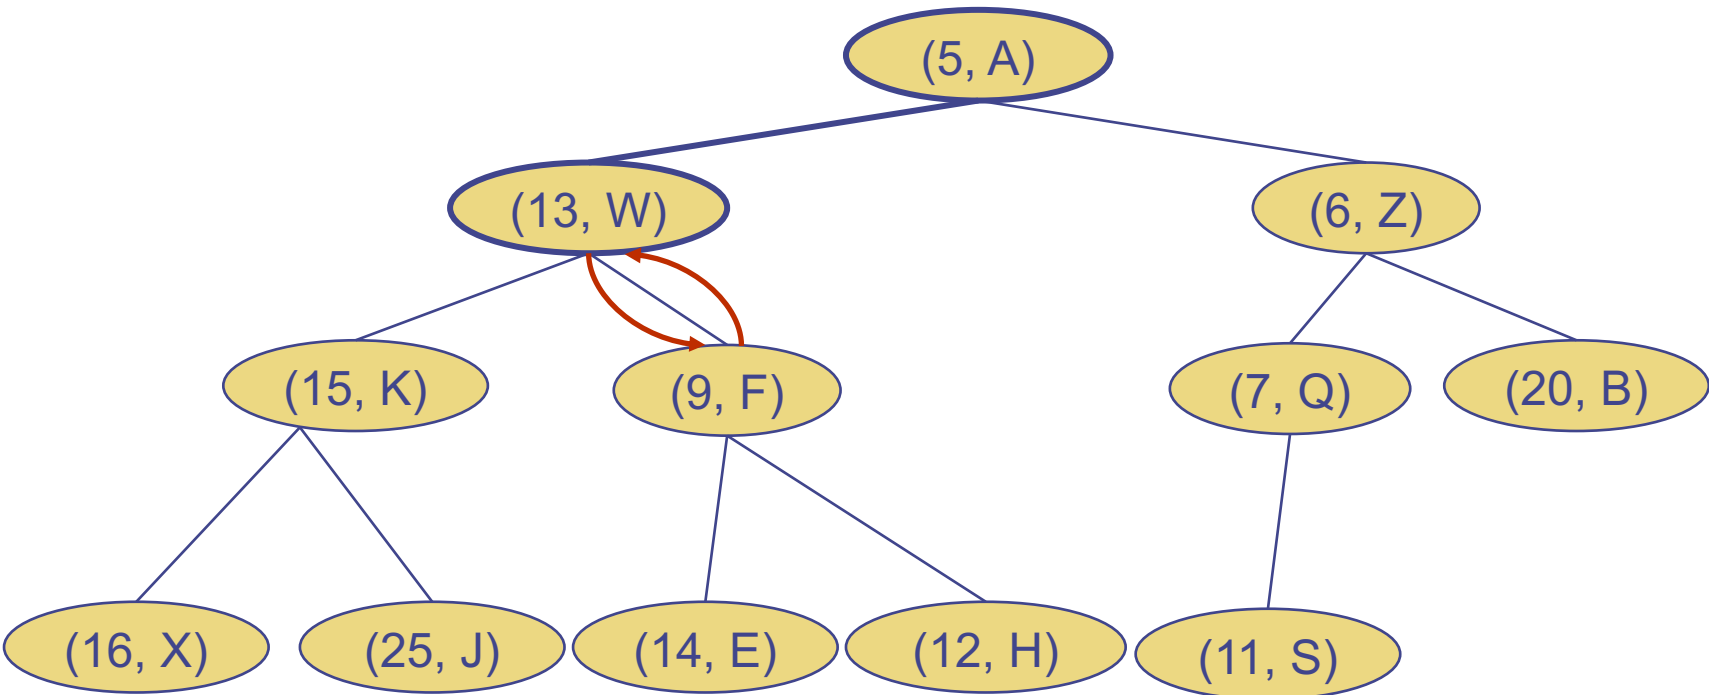 (5, A)
(13, W)
(6, Z)
(15, K)
(9, F)
(7, Q)
(20, B)
(16, X)
(25, J)
(14, E)
(12, H)
(11, S)